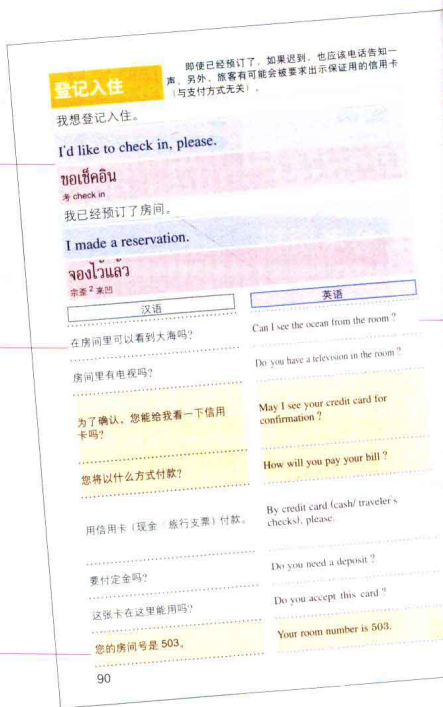 登记入住
即使已经预订了，如果迟到，也应该电话告知一
声。另外，旅客有可能会被要求出示保证用的信用卡
（与支付方式无关）。
我想登记入住。
I'd like to check in, please.
ขอเช็คอิน
考 check in
我已经预订了房间。
I made a reservation.
จองไว้แล้ว
宗歪 2 来凹
汉语
英语
在房间里可以看到大海吗?
Can I see the ocean from the room ?
房间里有电视吗?
Do you have a television in the room ?
为了确认，您能给我看一下信用
卡吗?
May I see your credit card for
confirmation ?
您将以什么方式付款?
How will you pay your bill ?
用信用卡（现金／旅行支票）付款。
By credit card (cash/ traveler's
checks), please.
要付定金吗?
Do you need a deposit ?
这张卡在这里能用吗?
Do you accept this card ?
您的房间号是 503。
Your room number is 503.
90